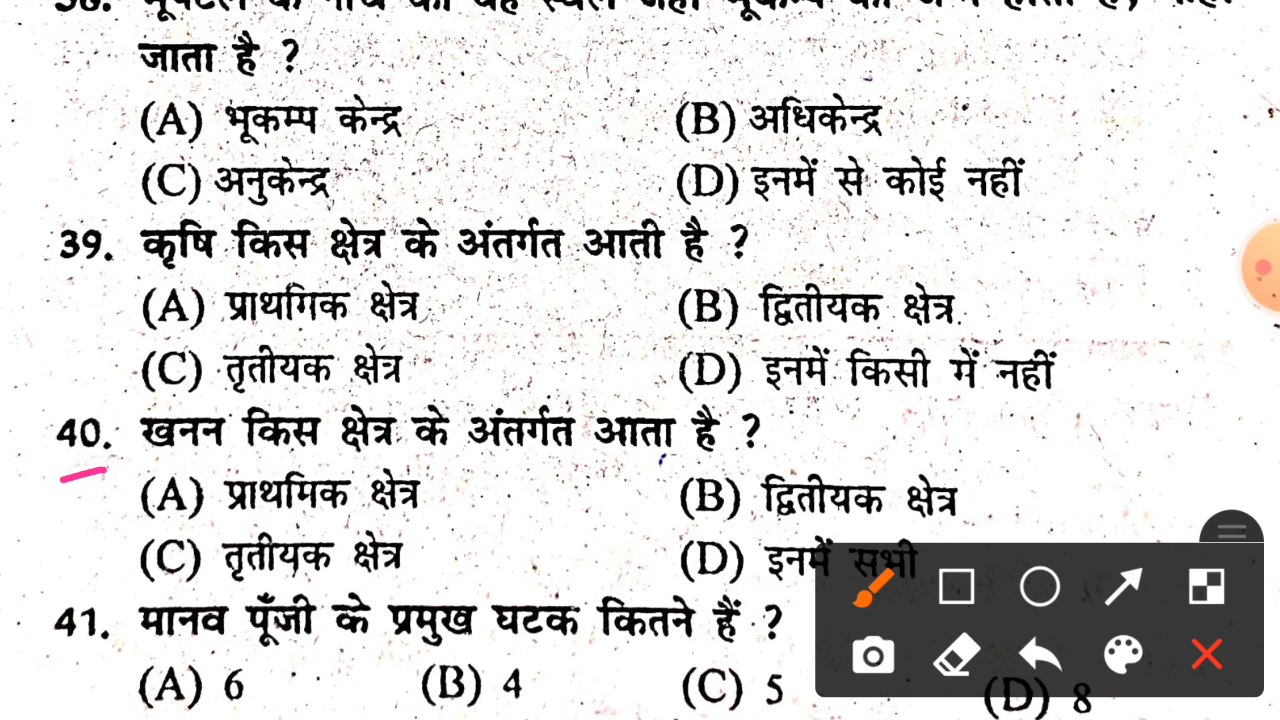 जाता है ?
(A) भूकम्प केन्द्र (B) अधिकेन्द्र
(C) अनुकेन्द्र (D) इनमें से कोई नहीं
39. कृषि किस क्षेत्र के अंतर्गत आती है ?
(A) प्राथमिक क्षेत्र (B) द्वितीयक क्षेत्र
(C) तृतीयक क्षेत्र (D) इनमें किसी में नहीं
40. खनन किस क्षेत्र के अंतर्गत आता है ?
(A) प्राथमिक क्षेत्र (B) द्वितीयक क्षेत्र
(C) तृतीयक क्षेत्र (D) इनमें सभी
41. मानव पूँजी के प्रमुख घटक कितने हैं ?
(A) 6 (B) 4 (C) 5 (D) 8